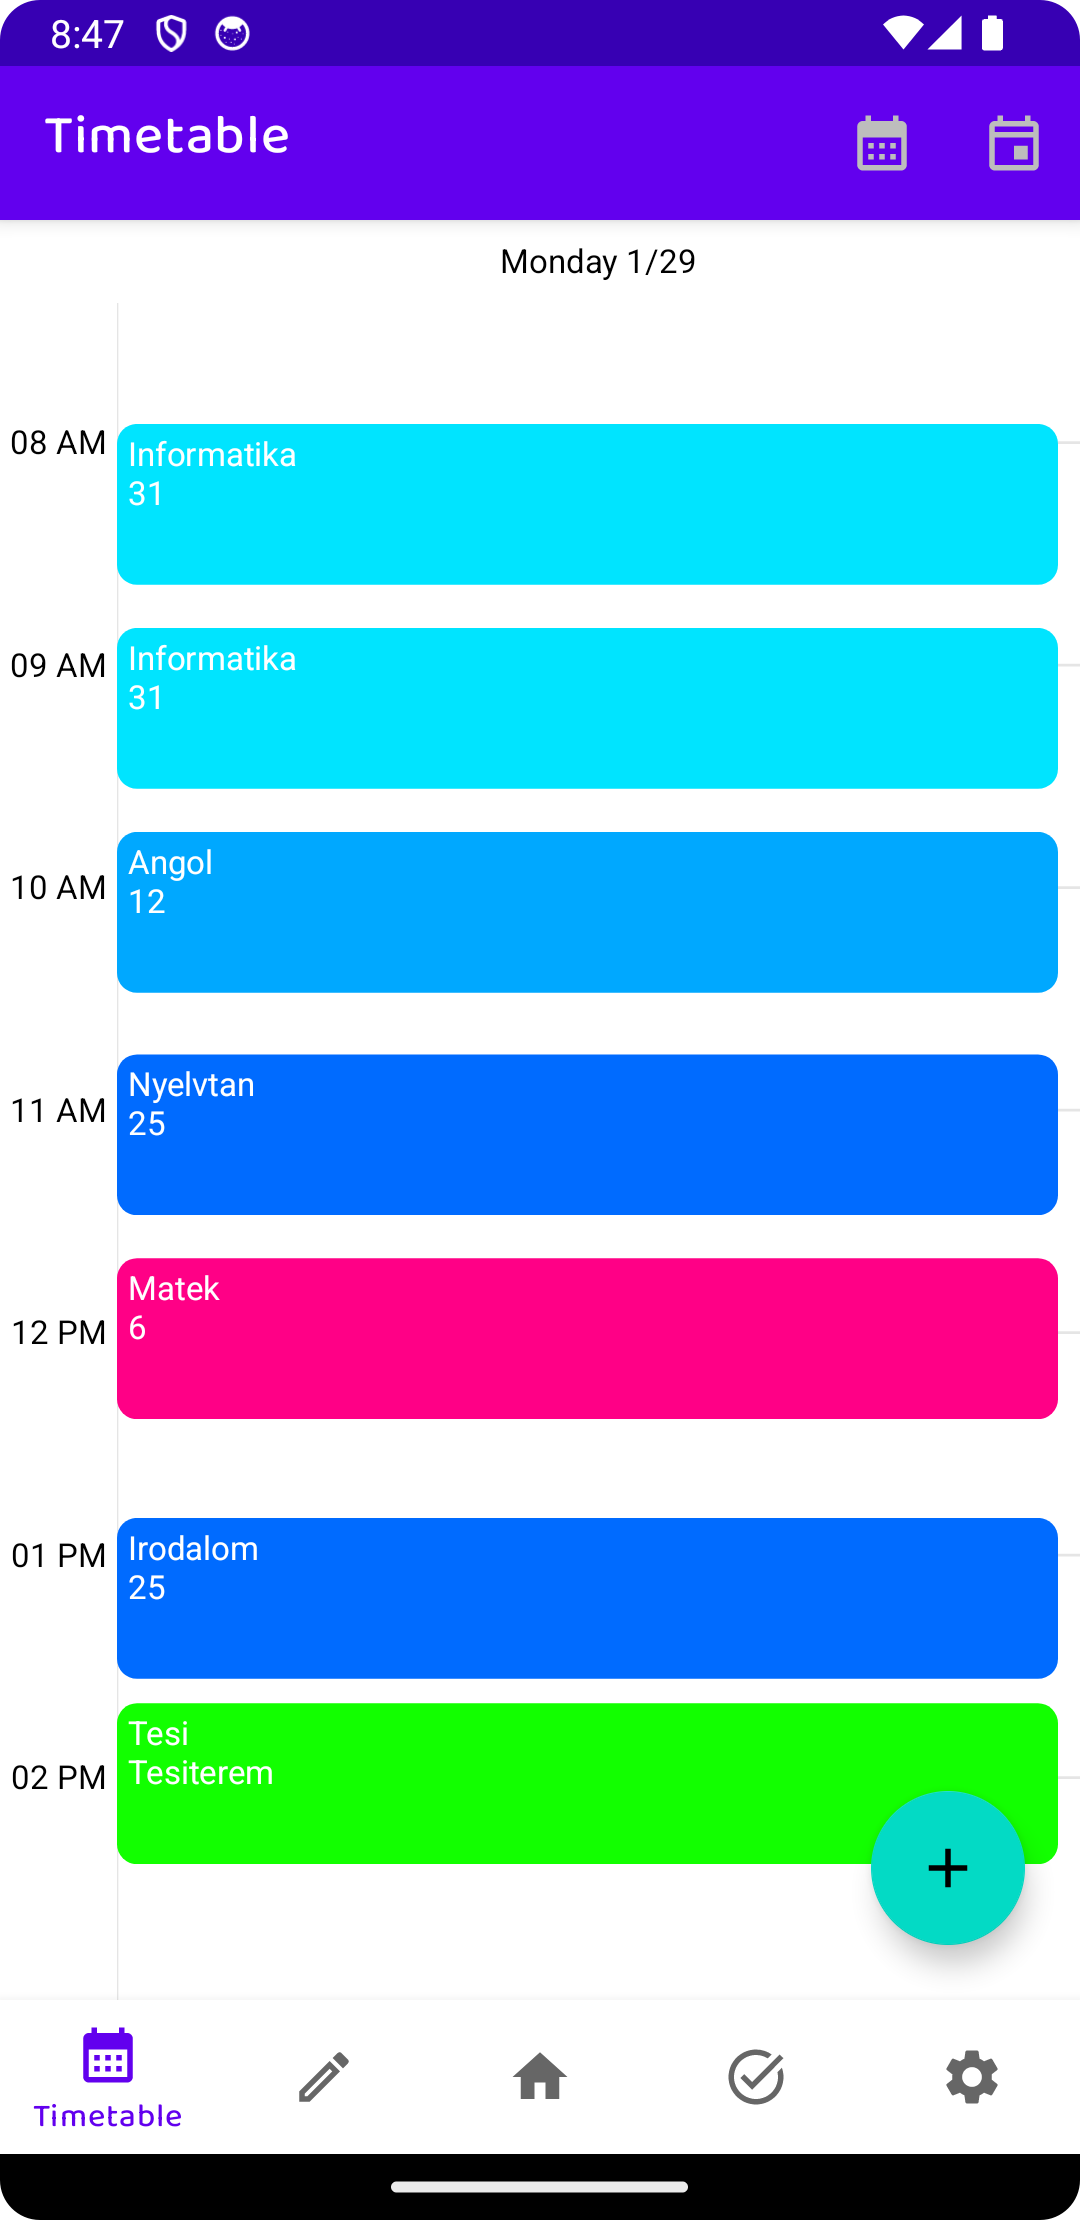 8:47
Timetable
Monday 1/29
08 AM
Informatika
31
09 AM
Informatika
31
10 AM
Angol
12
11 AM
Nyelvtan
25
12 PM
Matek
6
01 PM
Irodalom
25
02 PM
Tesi
Tesiterem
Timetable